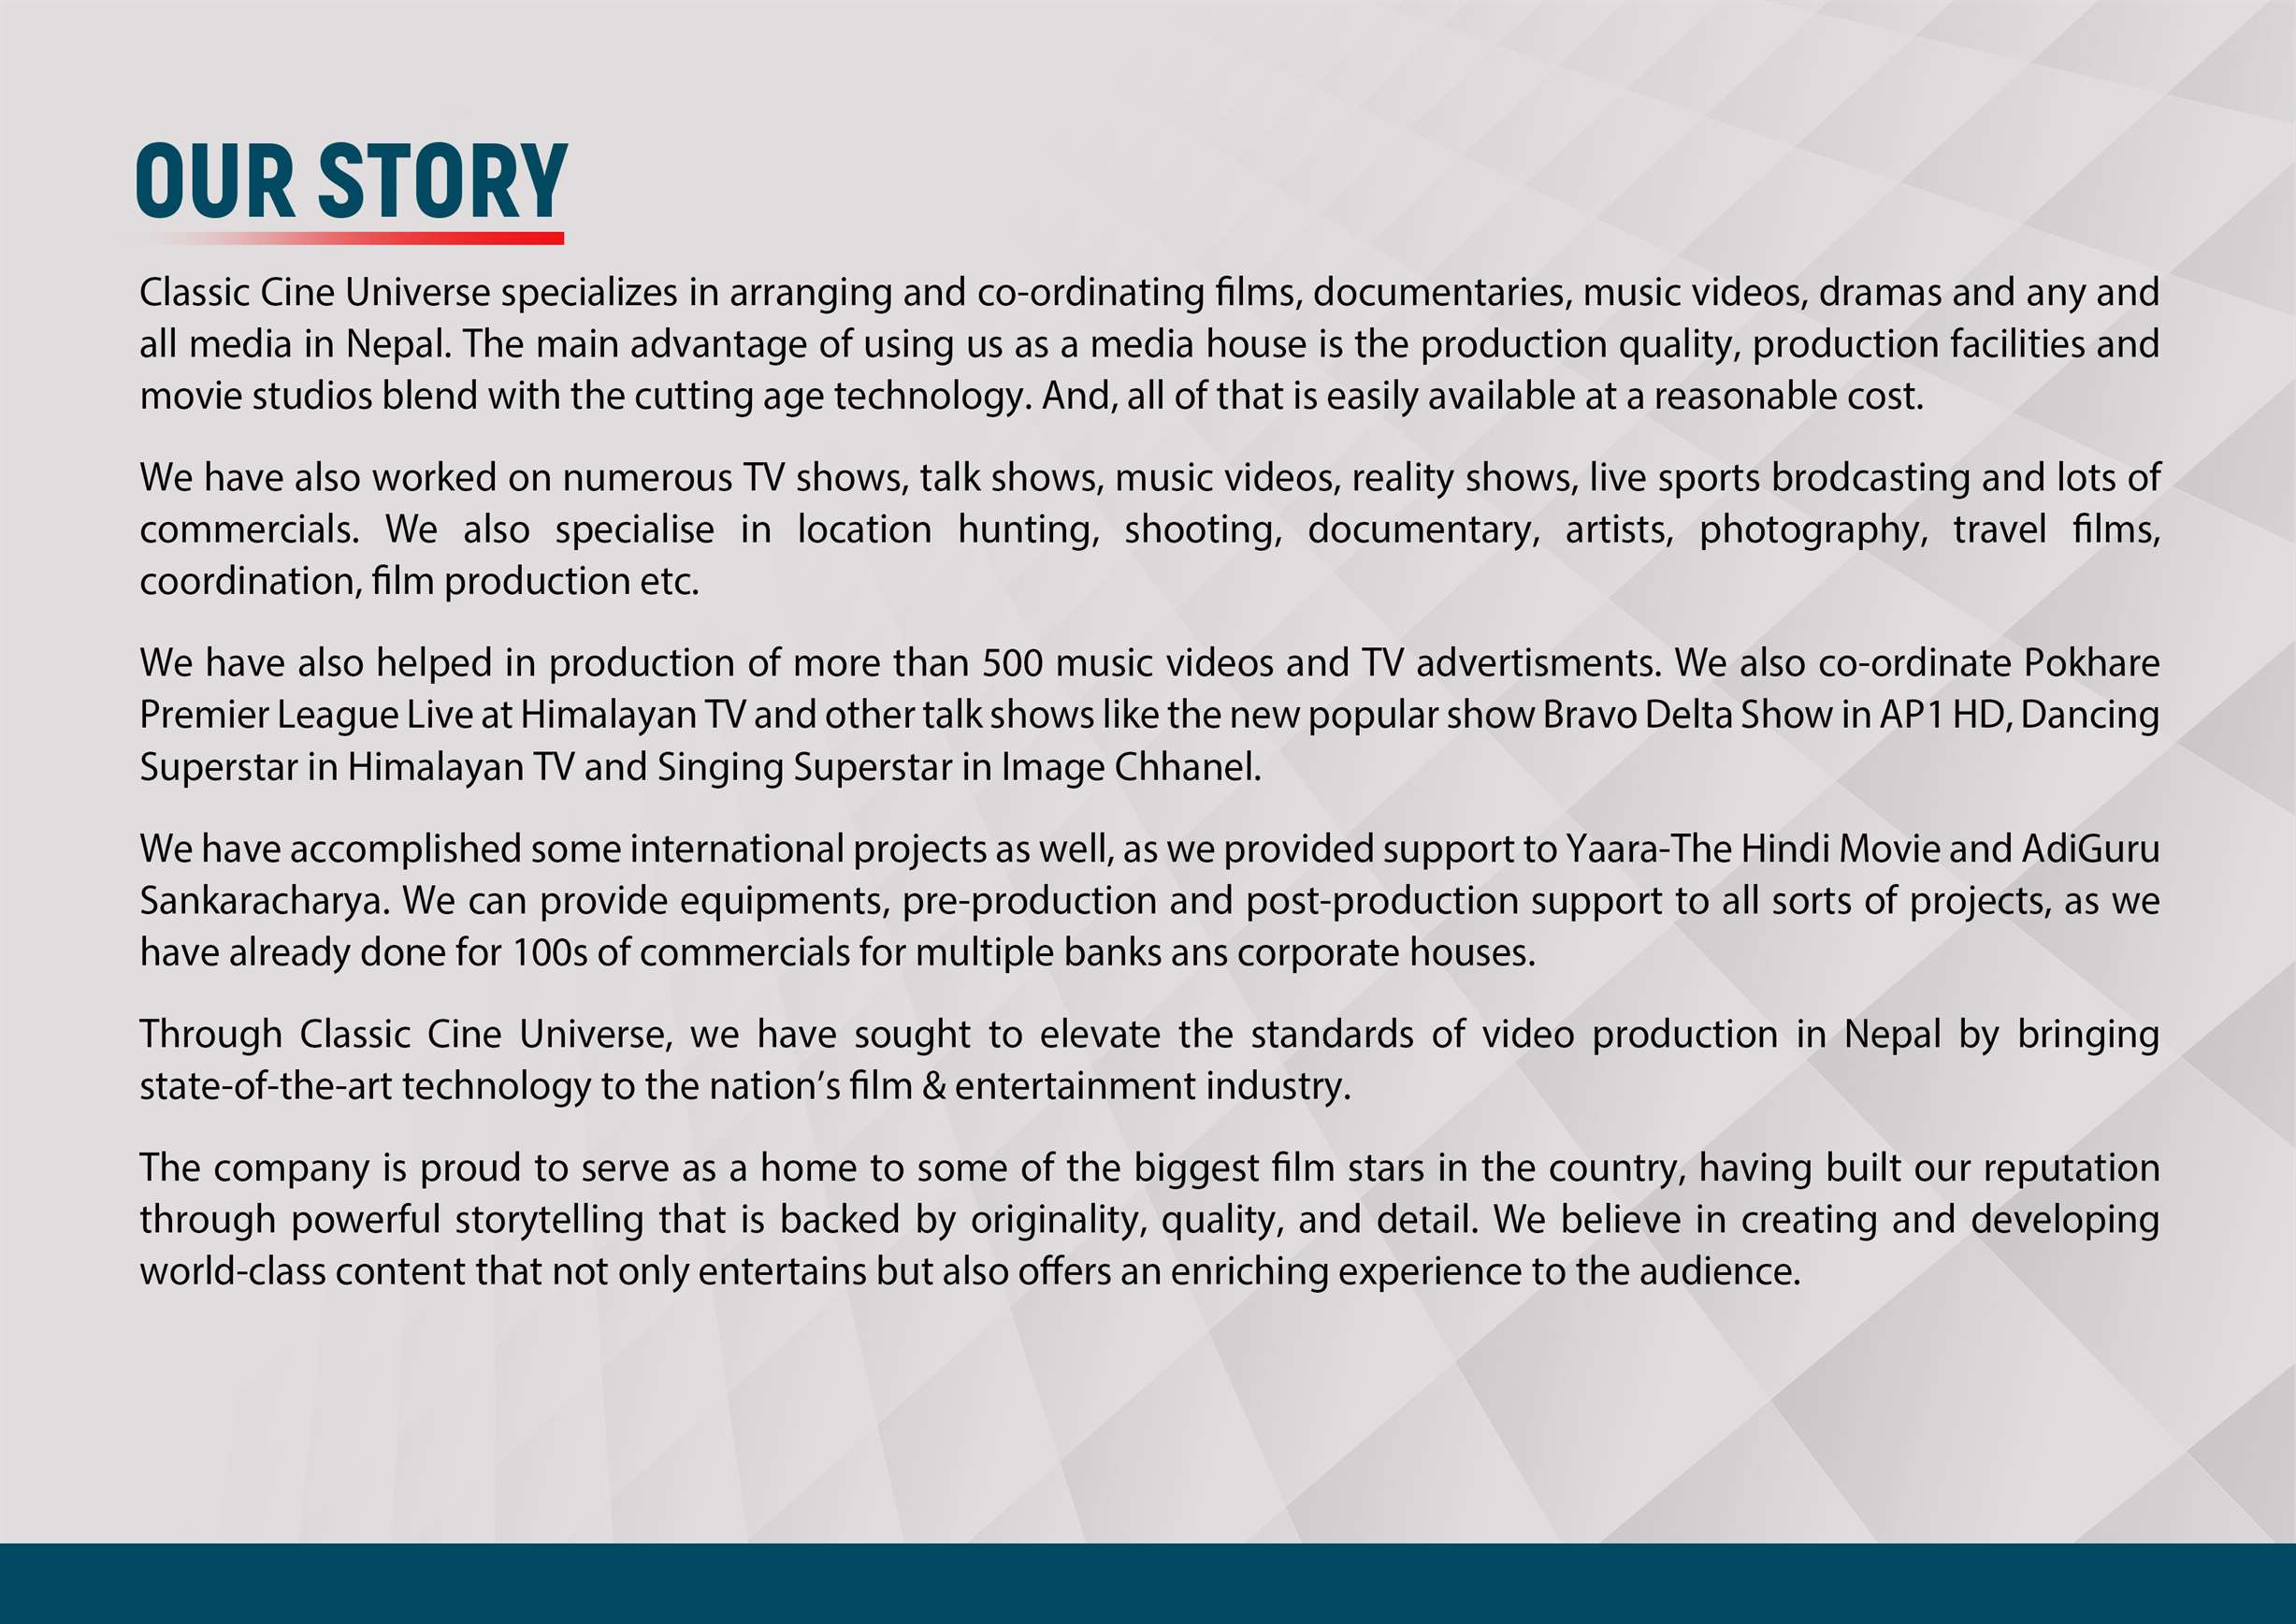 OUR STORY
Classic Cine Universe specializes in arranging and co-ordinating films, documentaries, music videos, dramas and any and
all media in Nepal. The main advantage of using us as a media house is the production quality, production facilities and
movie studios blend with the cutting age technology. And, all of that is easily available at a reasonable cost.
We have also worked on numerous TV shows, talk shows, music videos, reality shows, live sports brodcasting and lots of
commercials. We also specialise in location hunting, shooting, documentary, artists, photography, travel films,
coordination, film production etc.
We have also helped in production of more than 500 music videos and TV advertisments. We also co-ordinate Pokhare
Premier League Live at Himalayan TV and other talk shows like the new popular show Bravo Delta Show in AP1 HD, Dancing
Superstar in Himalayan TV and Singing Superstar in Image Chhanel.
We have accomplished some international projects as well, as we provided support to Yaara-The Hindi Movie and AdiGuru
Sankaracharya. We can provide equipments, pre-production and post-production support to all sorts of projects, as we
have already done for 100s of commercials for multiple banks ans corporate houses.
Through Classic Cine Universe, we have sought to elevate the standards of video production in Nepal by bringing
state-of-the-art technology to the nation’s film & entertainment industry.
The company is proud to serve as a home to some of the biggest film stars in the country, having built our reputation
through powerful storytelling that is backed by originality, quality, and detail. We believe in creating and developing
world-class content that not only entertains but also offers an enriching experience to the audience.